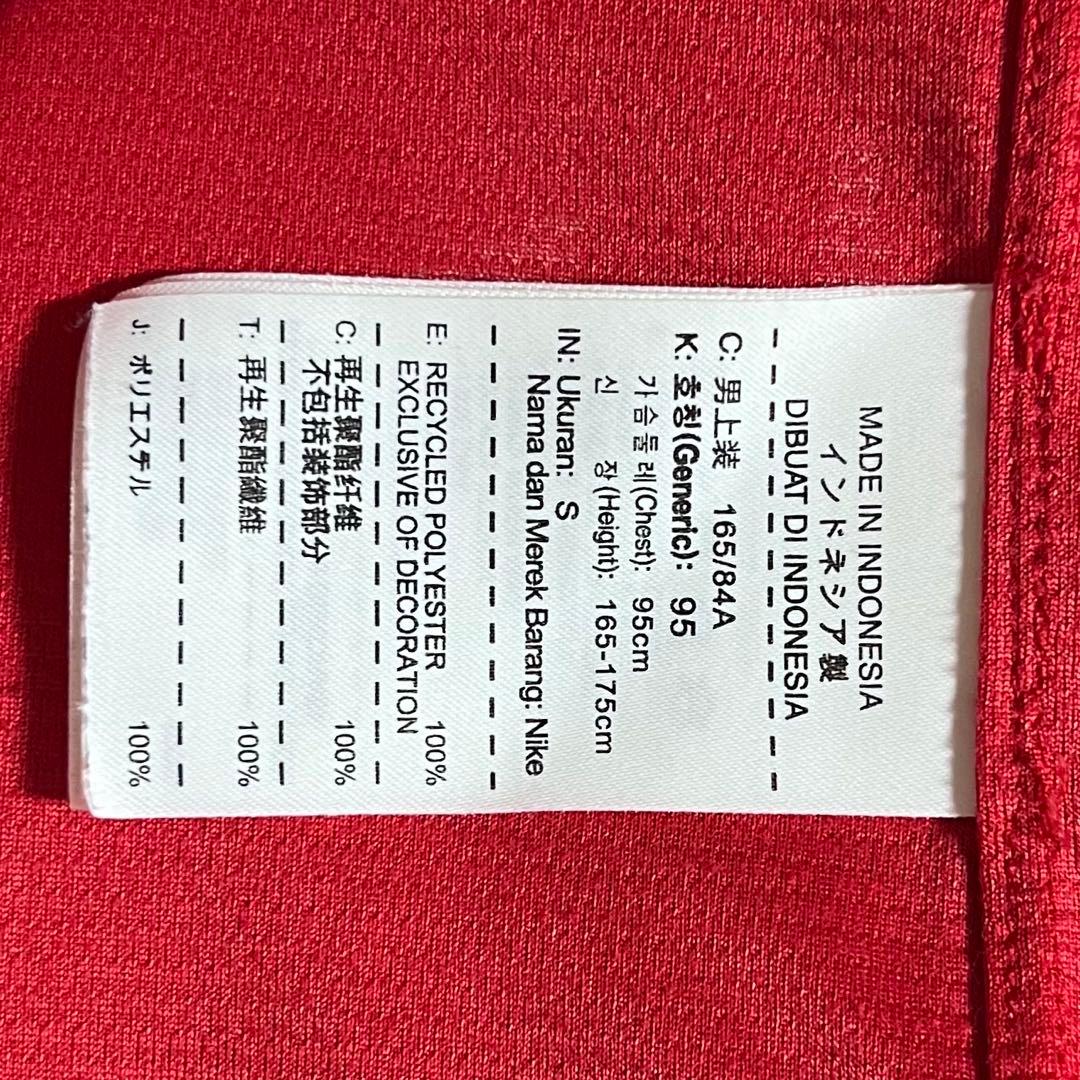 MADE IN INDONESIA
インドネシア製
DIBUAT DI INDONESIA
C: 男上装 165/84A
K: 호칭(Generic): 95
가슴둘레(Chest): 95cm
신 장(Height): 165-175cm
IN: Ukuran: S
Nama dan Merek Barang: Nike
E: RECYCLED POLYESTER 100%
EXCLUSIVE OF DECORATION
C: 再生聚酯纤维 100%
不包括装饰部分
T: 再生聚酯纖維 100%
J: ポリエステル 100%